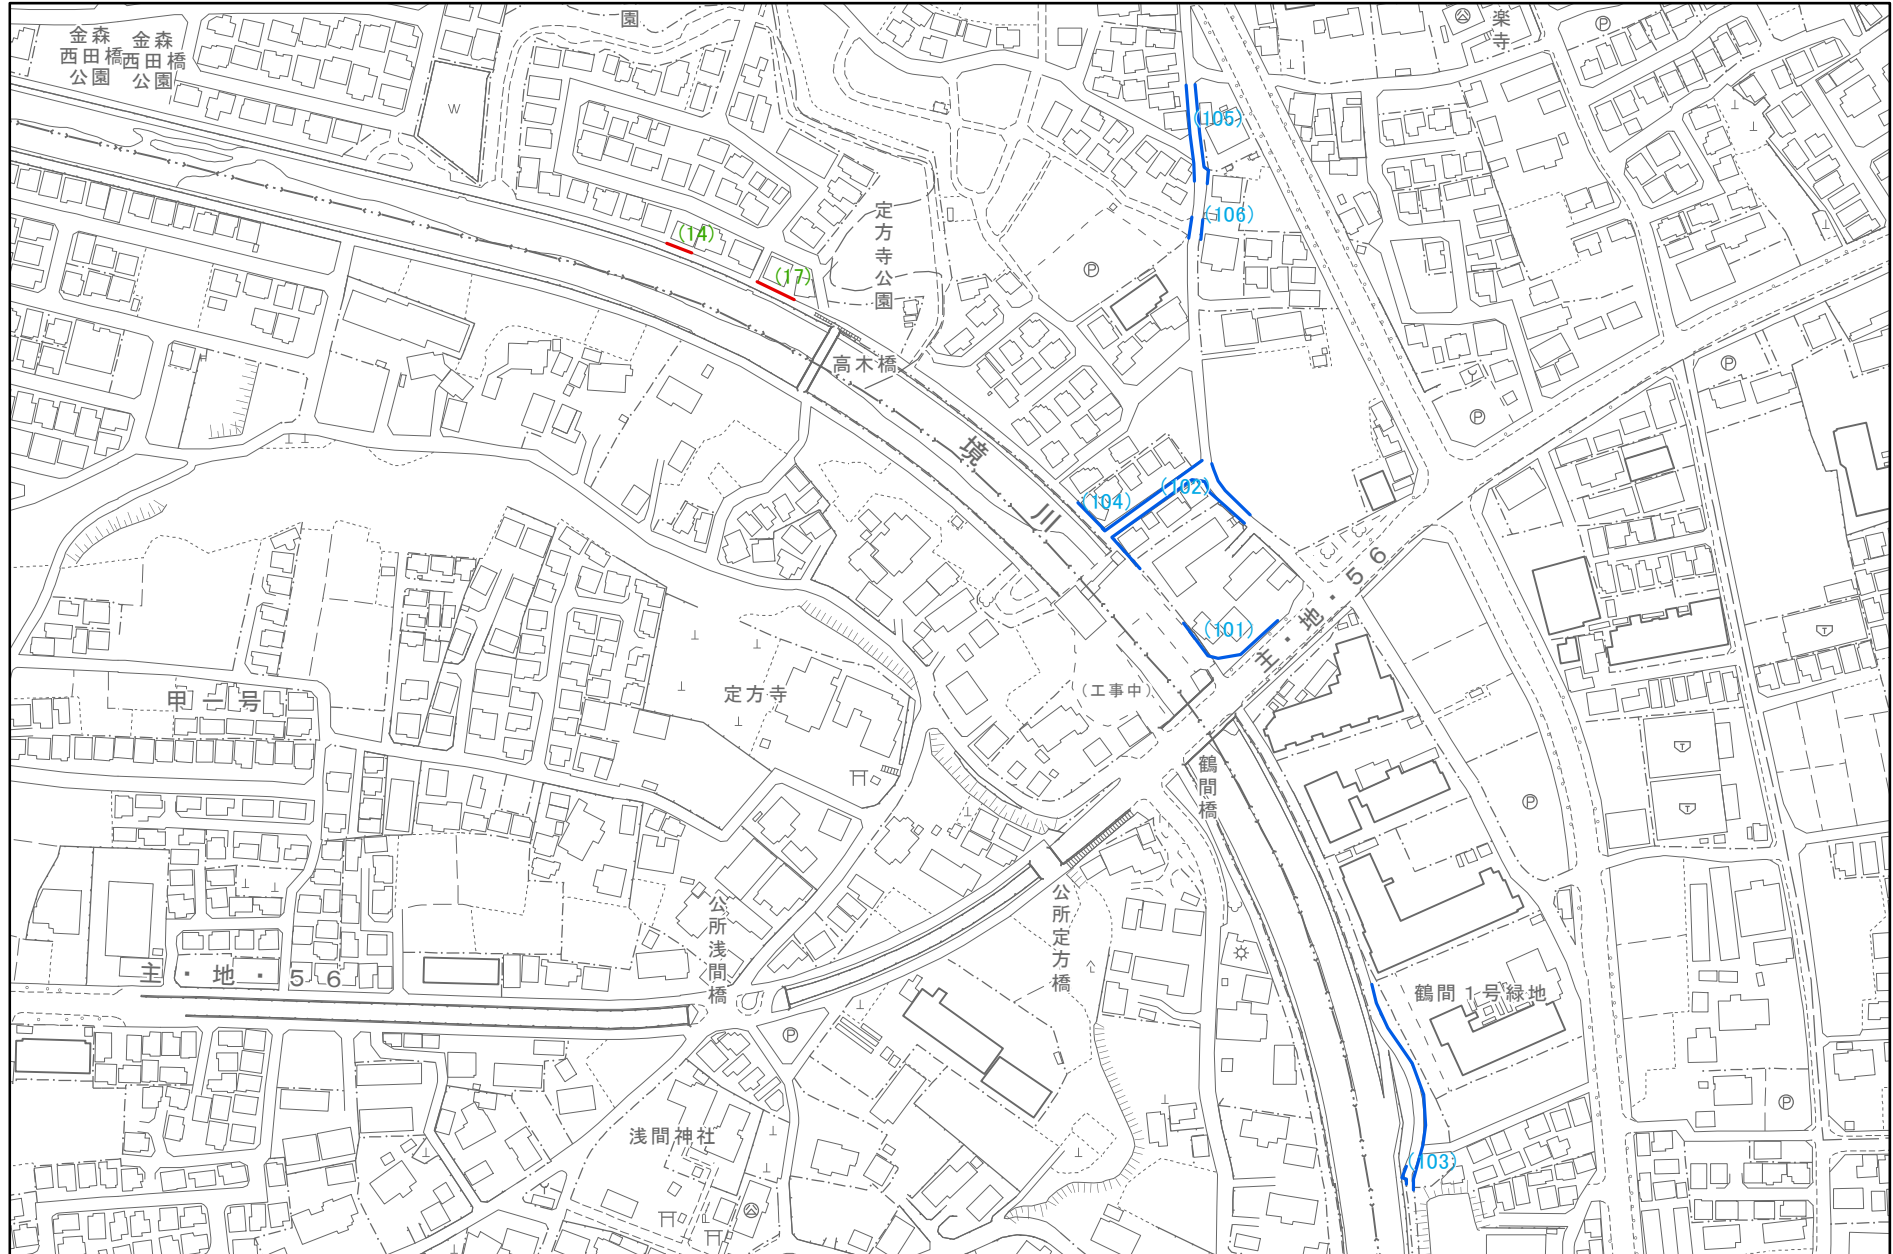 金森
西田橋
公園
金森
西田橋
公園
園
楽
寺
W
P
(105)
(106)
(14)
(17)
定
方
寺
公
園
P
高木橋
P
P
境
川
(104)
(102)
(101)
主・地・56
甲一号
定方寺
(工事中)
鶴
間
橋
P
公
所
浅
間
橋
公
所
定
方
橋
主・地・56
鶴間1号緑地
P
P
浅間神社
(103)